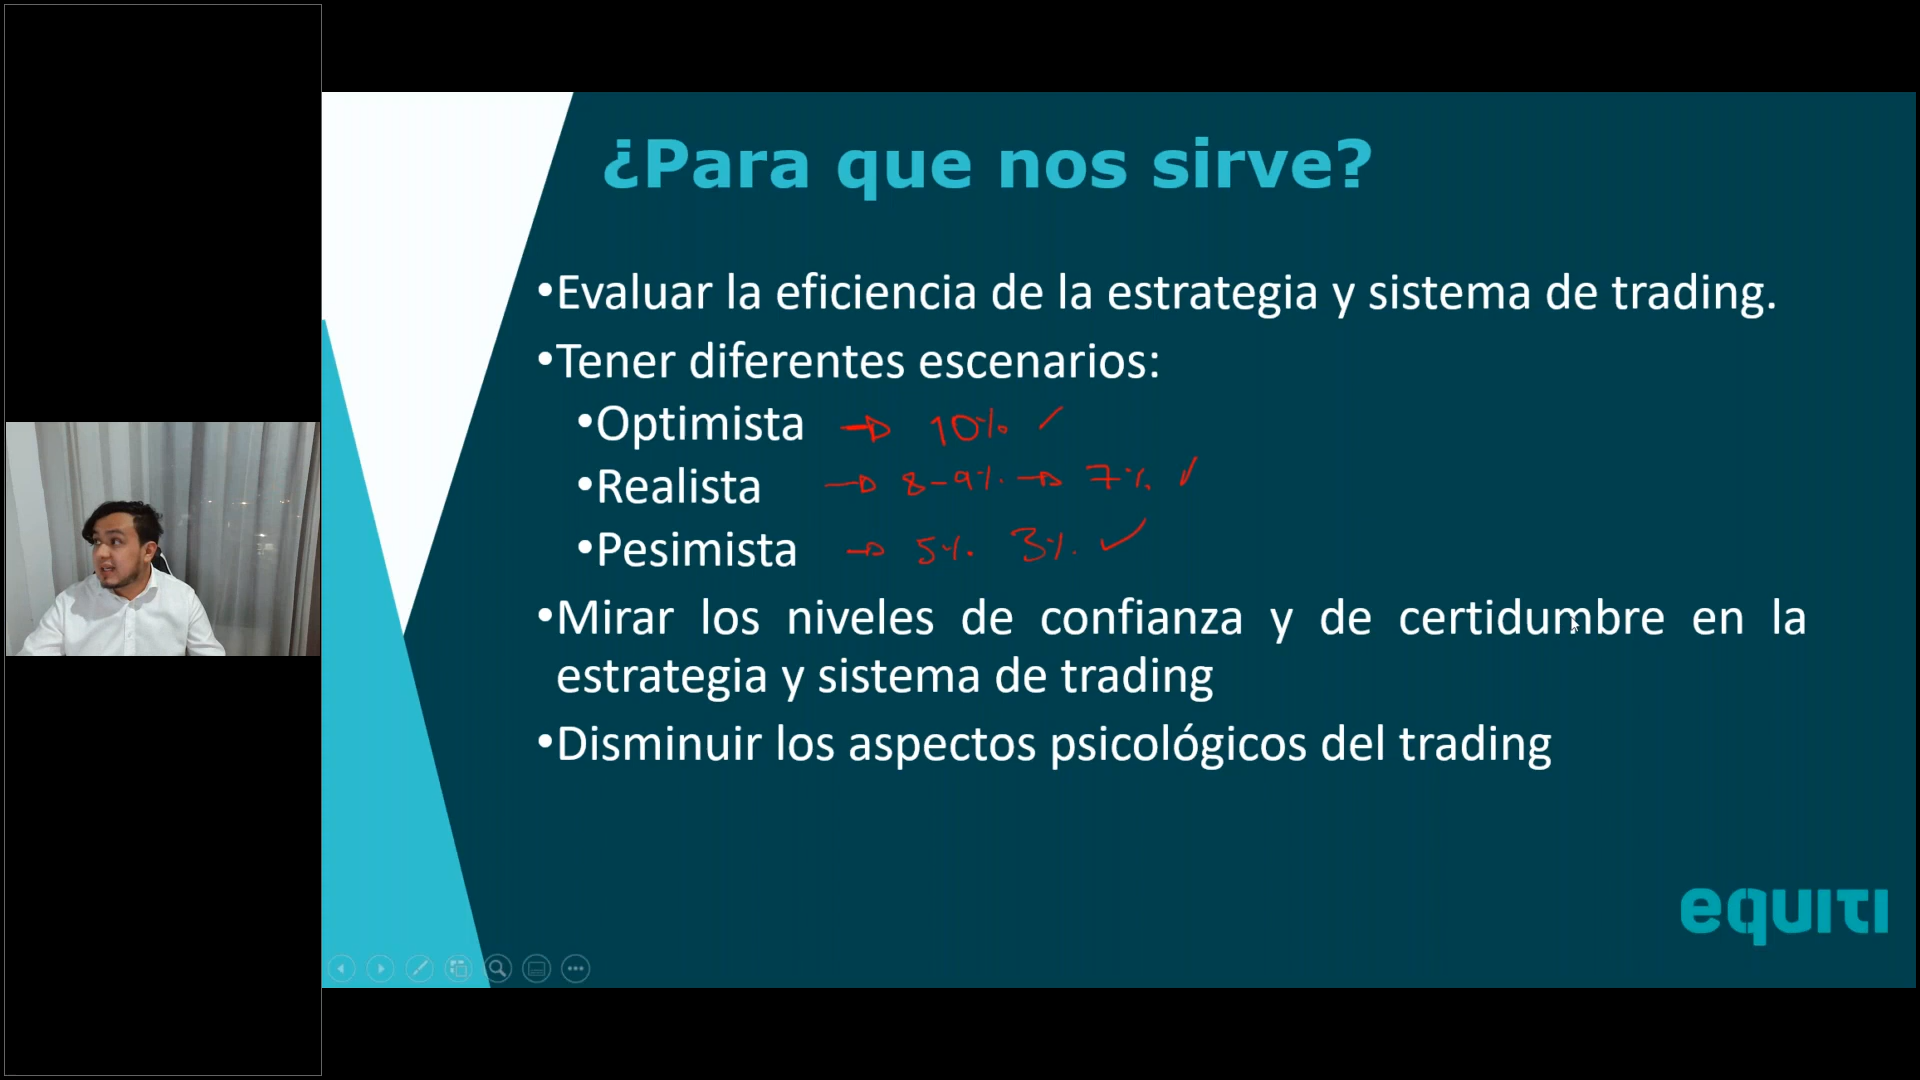 ¿Para que nos sirve?
•Evaluar la eficiencia de la estrategia y sistema de trading.
•Tener diferentes escenarios:
•Optimista → 10% ✓
•Realista → 8-9% → 7% ✓
•Pesimista → 5% 3% ✓
•Mirar los niveles de confianza y de certidumbre en la
estrategia y sistema de trading
•Disminuir los aspectos psicológicos del trading
equiti